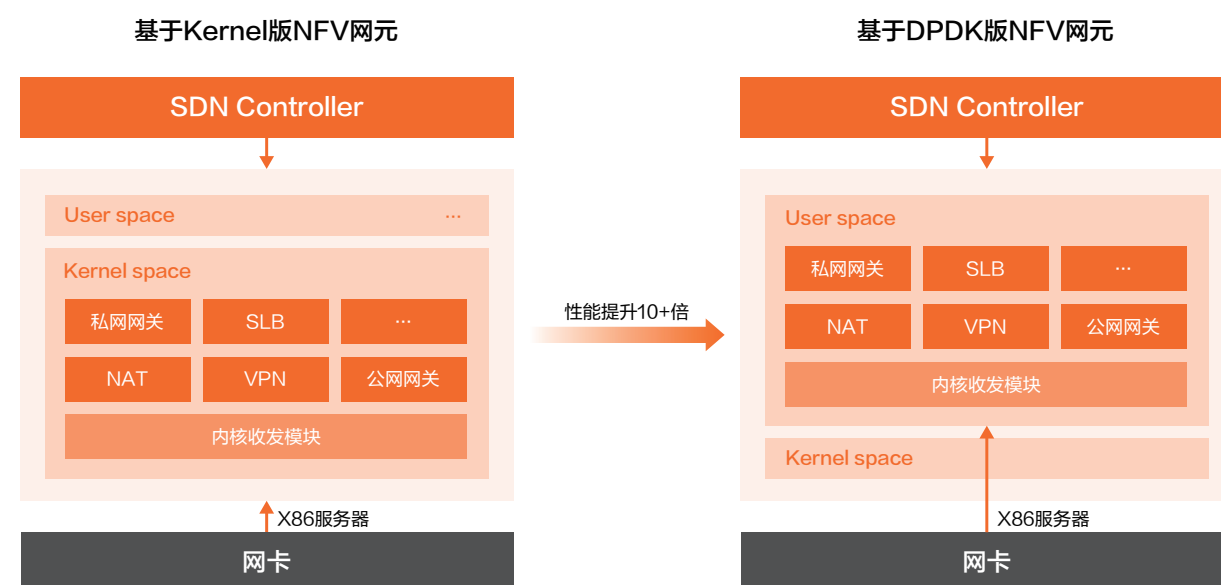 基于Kernel版NFV网元
SDN Controller
User space
...
Kernel space
私网网关
SLB
...
NAT
VPN
公网网关
内核收发模块
X86服务器
网卡
性能提升10+倍
基于DPDK版NFV网元
SDN Controller
User space
私网网关
SLB
...
NAT
VPN
公网网关
内核收发模块
Kernel space
X86服务器
网卡